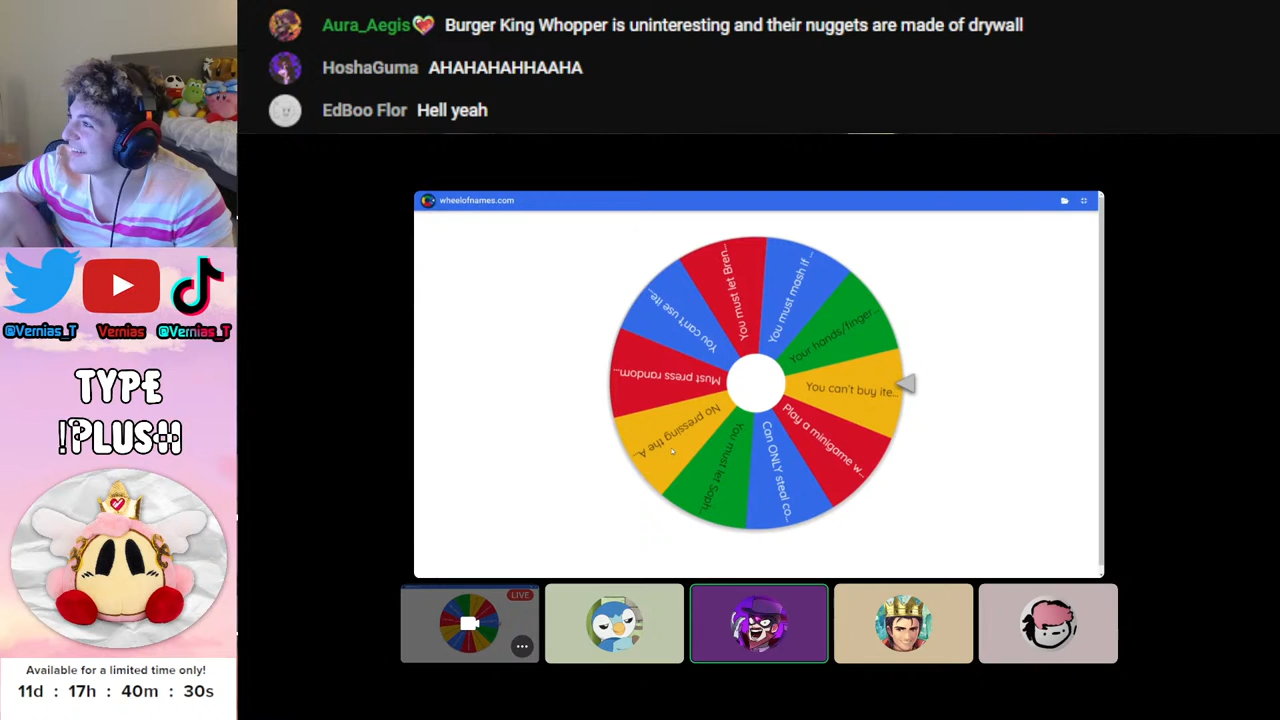 Aura_Aegis Burger King Whopper is uninteresting and their nuggets are made of drywall
HoshaGuma AHAHAHAHHAAHA
EdBoo Flor Hell yeah
wheelofnames.com
You must let Bren...
You must mash if ...
Your hands/finger...
You can't buy ite...
Play a minigame w...
Can ONLY steal co...
You must let Soph...
No pressing the A...
Must press random...
You can't use ite...
@Vernias_T
Vernias
@Vernias_T
TYPE
!PLUSH
Available for a limited time only!
11d : 17h : 40m : 30s
LIVE